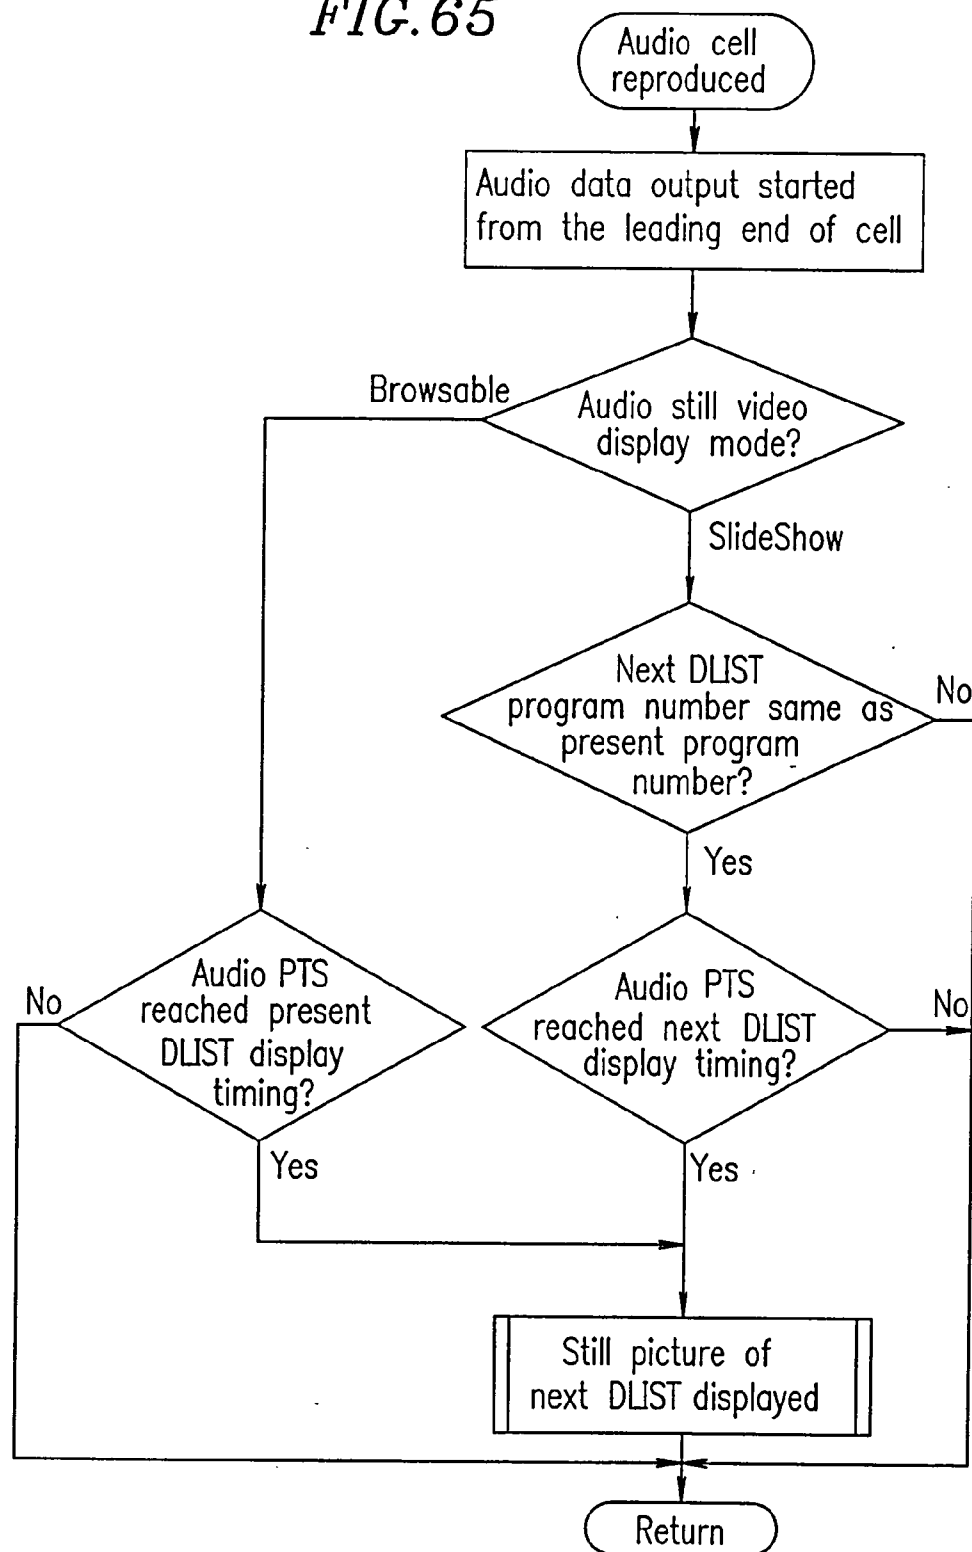 FIG. 65
Audio cell
reproduced
Audio data output started
from the leading end of cell
Browsable
Audio still video
display mode?
SlideShow
Next DLIST
program number same as
present program
number?
No
Yes
Audio PTS
reached present
DLIST display
timing?
No
Yes
Audio PTS
reached next DLIST
display timing?
No
Yes
Still picture of
next DLIST displayed
Return